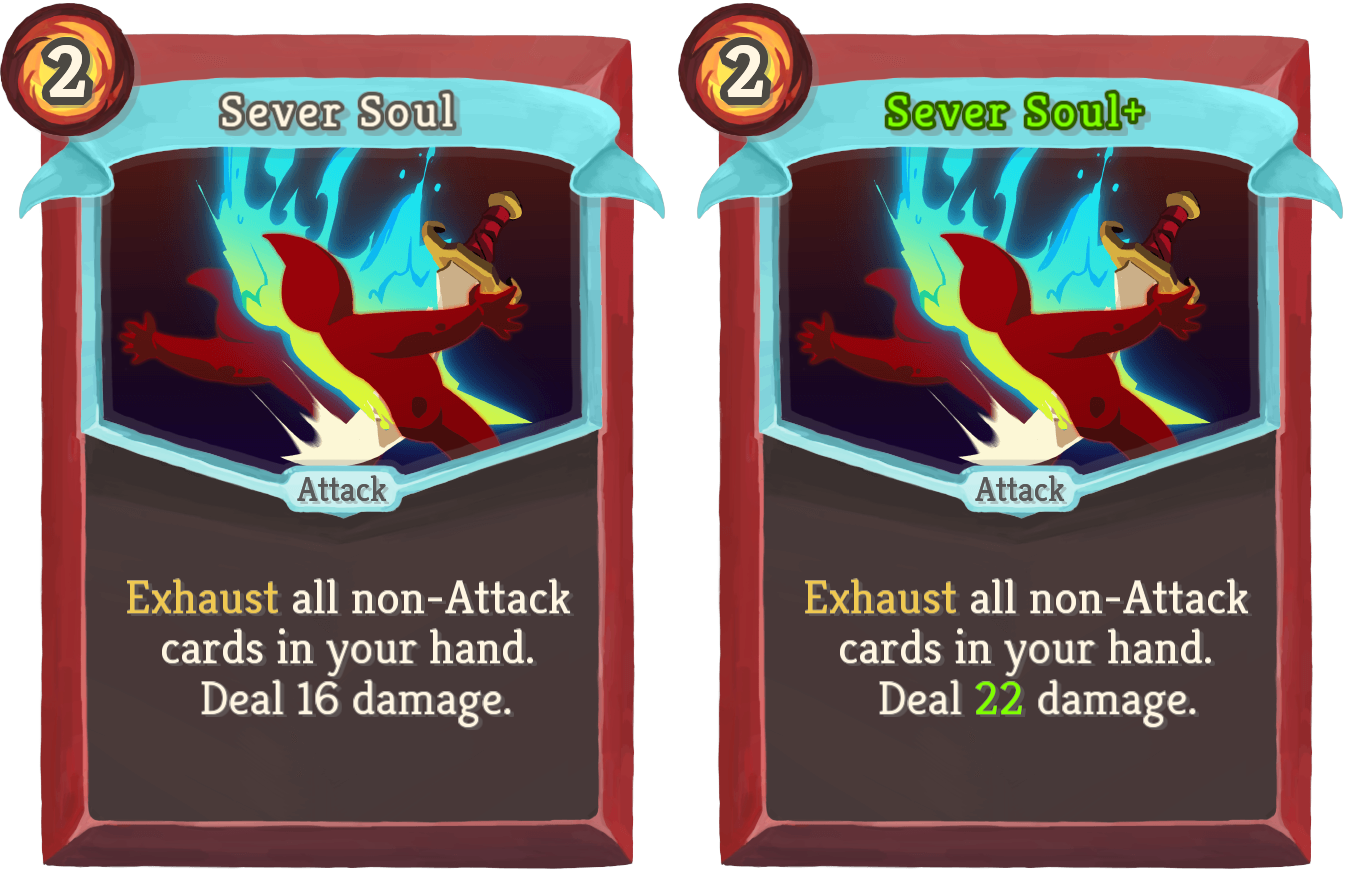 2
Sever Soul
Attack
Exhaust all non-Attack
cards in your hand.
Deal 16 damage.
2
Sever Soul+
Attack
Exhaust all non-Attack
cards in your hand.
Deal 22 damage.